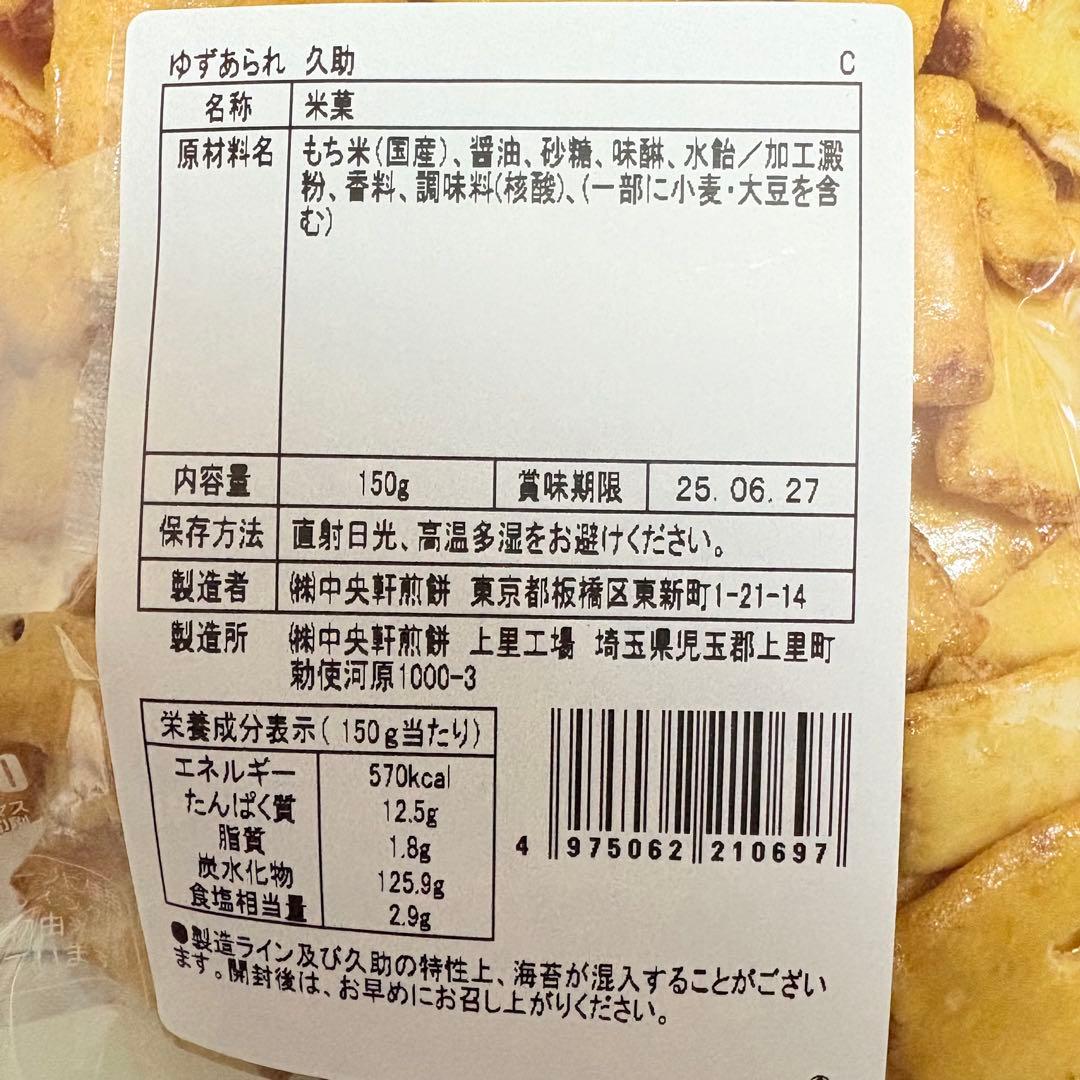 ゆずあられ 久助 C
名称 米菓
原材料名 もち米(国産)、醤油、砂糖、味醂、水飴／加工澱
粉、香料、調味料(核酸)、(一部に小麦・大豆を含
む)
内容量 150g 賞味期限 25.06.27
保存方法 直射日光、高温多湿をお避けください。
製造者 ㈱中央軒煎餅 東京都板橋区東新町1-21-14
製造所 ㈱中央軒煎餅 上里工場 埼玉県児玉郡上里町
勅使河原1000-3
栄養成分表示(150g当たり)
エネルギー 570kcal
たんぱく質 12.5g
脂質 1.8g
炭水化物 125.9g
食塩相当量 2.9g
4 975062 210697
●製造ライン及び久助の特性上、海苔が混入することがござい
ます。開封後は、お早めにお召し上がりください。